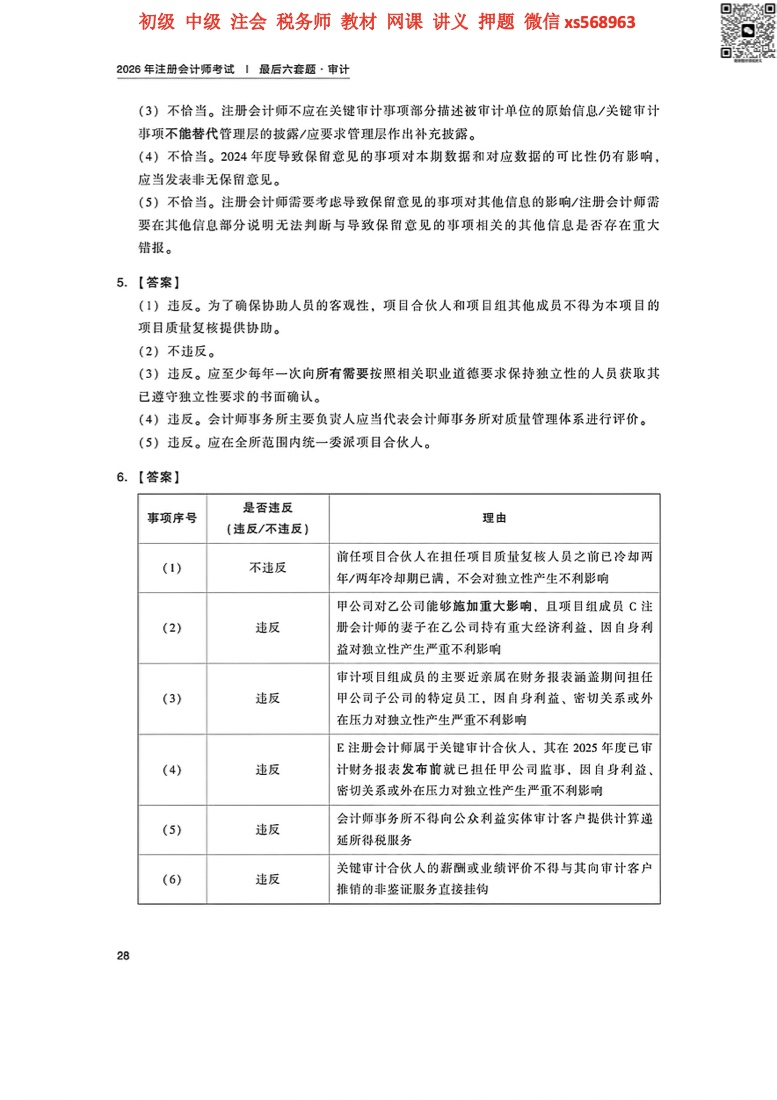 初级 中级 注会 税务师 教材 网课 讲义 押题 微信 xs568963
2026 年注册会计师考试 | 最后六套题·审计
(3) 不恰当。注册会计师不应在关键审计事项部分描述被审计单位的原始信息/关键审计
事项不能替代管理层的披露/应要求管理层作出补充披露。
(4) 不恰当。2024 年度导致保留意见的事项对本期数据和对应数据的可比性仍有影响，
应当发表非无保留意见。
(5) 不恰当。注册会计师需要考虑导致保留意见的事项对其他信息的影响/注册会计师需
要在其他信息部分说明无法判断与导致保留意见的事项相关的其他信息是否存在重大
错报。
5. 【答案】
(1) 违反。为了确保协助人员的客观性，项目合伙人和项目组其他成员不得为本项目的
项目质量复核提供协助。
(2) 不违反。
(3) 违反。应至少每年一次向所有需要按照相关职业道德要求保持独立性的人员获取其
已遵守独立性要求的书面确认。
(4) 违反。会计师事务所主要负责人应当代表会计师事务所对质量管理体系进行评价。
(5) 违反。应在全所范围内统一委派项目合伙人。
6. 【答案】
事项序号
是否违反
(违反/不违反)
理由
(1)
不违反
前任项目合伙人在担任项目质量复核人员之前已冷却两
年/两年冷却期已满，不会对独立性产生不利影响
(2)
违反
甲公司对乙公司能够施加重大影响，且项目组成员 C 注
册会计师的妻子在乙公司持有重大经济利益，因自身利
益对独立性产生严重不利影响
(3)
违反
审计项目组成员的主要近亲属在财务报表涵盖期间担任
甲公司子公司的特定员工，因自身利益、密切关系或外
在压力对独立性产生严重不利影响
(4)
违反
E 注册会计师属于关键审计合伙人，其在 2025 年度已审
计财务报表发布前就已担任甲公司监事，因自身利益、
密切关系或外在压力对独立性产生严重不利影响
(5)
违反
会计师事务所不得向公众利益实体审计客户提供计算递
延所得税服务
(6)
违反
关键审计合伙人的薪酬或业绩评价不得与其向审计客户
推销的非鉴证服务直接挂钩
28